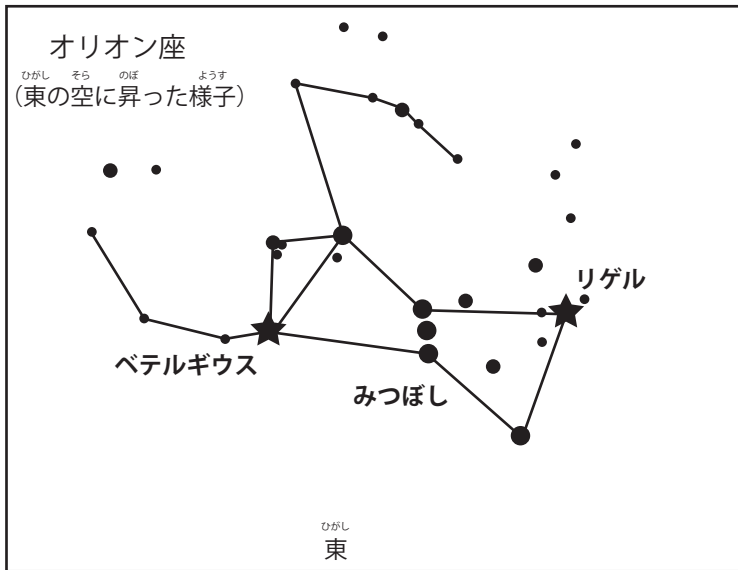 オリオン座
ひがし そら のぼ ようす
（東の空に昇った様子）
リゲル
ベテルギウス
みつぼし
ひがし
東